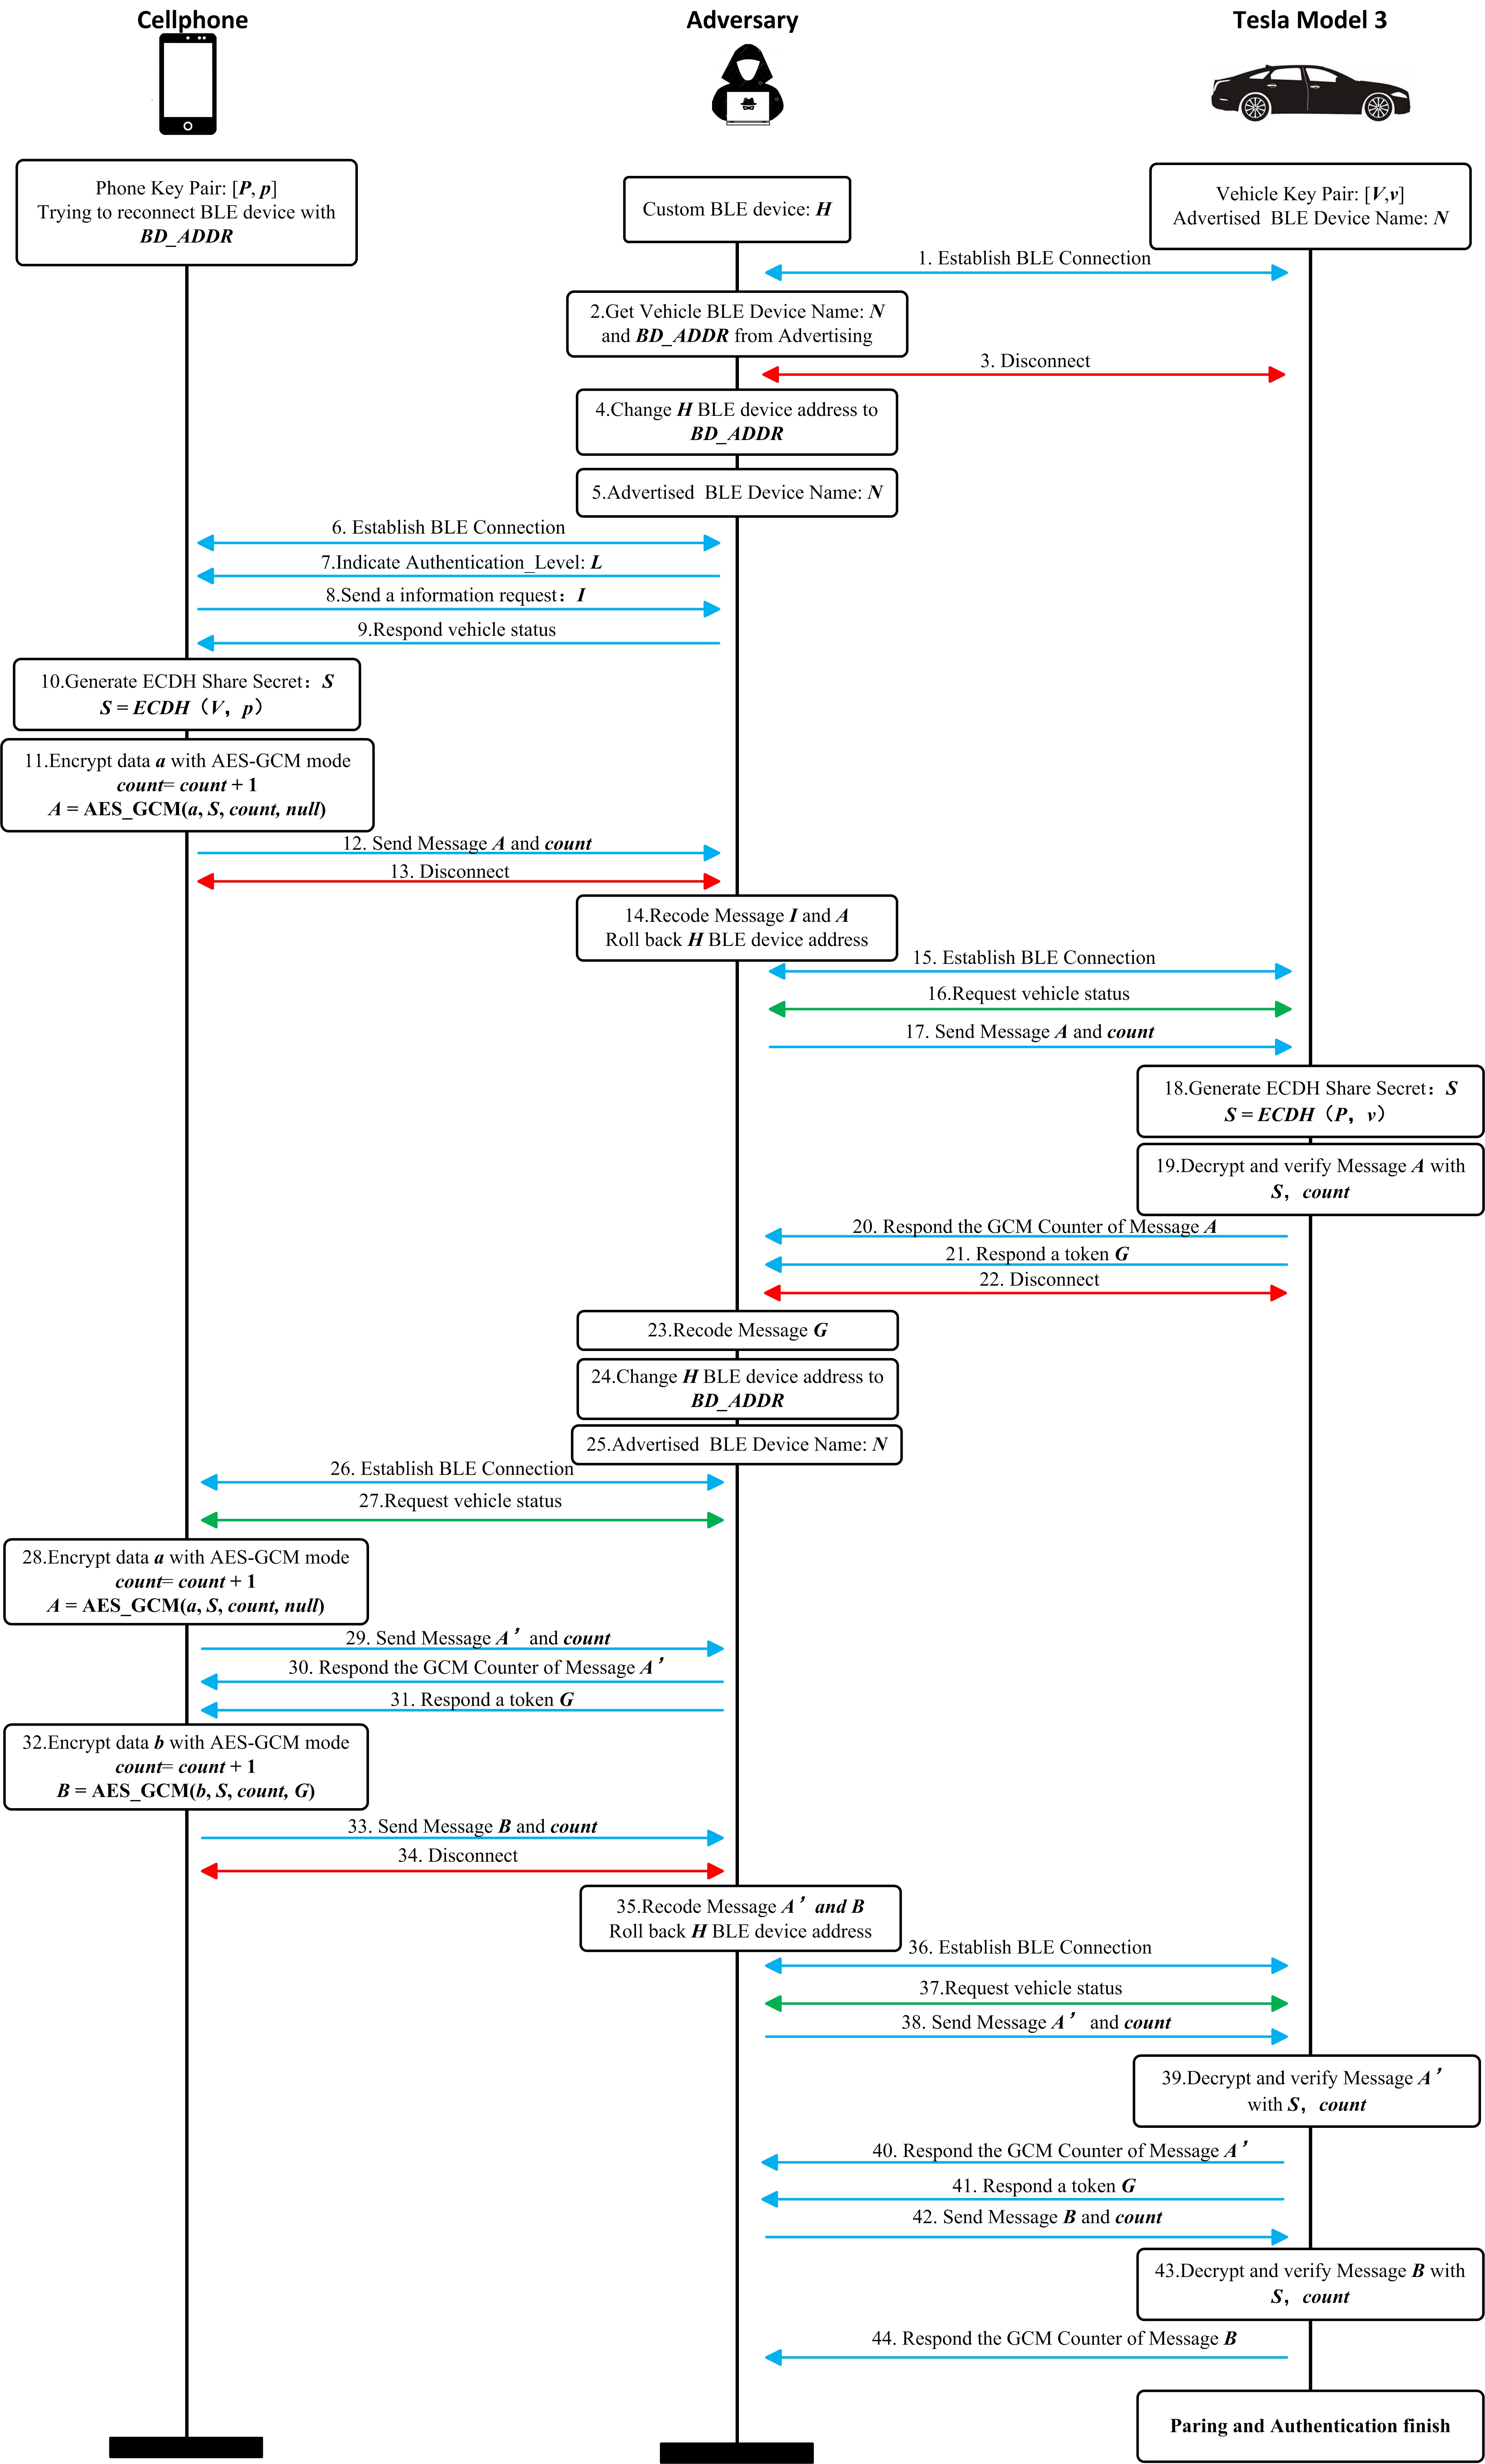 Cellphone
Adversary
Tesla Model 3
Phone Key Pair: [P, p]
Trying to reconnect BLE device with
BD_ADDR
Custom BLE device: H
Vehicle Key Pair: [V,v]
Advertised BLE Device Name: N
1. Establish BLE Connection
2.Get Vehicle BLE Device Name: N
and BD_ADDR from Advertising
3. Disconnect
4.Change H BLE device address to
BD_ADDR
5.Advertised BLE Device Name: N
6. Establish BLE Connection
7.Indicate Authentication_Level: L
8.Send a information request：I
9.Respond vehicle status
10.Generate ECDH Share Secret：S
S = ECDH（V，p）
11.Encrypt data a with AES-GCM mode
count= count + 1
A = AES_GCM(a, S, count, null)
12. Send Message A and count
13. Disconnect
14.Recode Message I and A
Roll back H BLE device address
15. Establish BLE Connection
16.Request vehicle status
17. Send Message A and count
18.Generate ECDH Share Secret：S
S = ECDH（P，v）
19.Decrypt and verify Message A with
S，count
20. Respond the GCM Counter of Message A
21. Respond a token G
22. Disconnect
23.Recode Message G
24.Change H BLE device address to
BD_ADDR
25.Advertised BLE Device Name: N
26. Establish BLE Connection
27.Request vehicle status
28.Encrypt data a with AES-GCM mode
count= count + 1
A = AES_GCM(a, S, count, null)
29. Send Message A’ and count
30. Respond the GCM Counter of Message A’
31. Respond a token G
32.Encrypt data b with AES-GCM mode
count= count + 1
B = AES_GCM(b, S, count, G)
33. Send Message B and count
34. Disconnect
35.Recode Message A’ and B
Roll back H BLE device address
36. Establish BLE Connection
37.Request vehicle status
38. Send Message A’ and count
39.Decrypt and verify Message A’
with S，count
40. Respond the GCM Counter of Message A’
41. Respond a token G
42. Send Message B and count
43.Decrypt and verify Message B with
S，count
44. Respond the GCM Counter of Message B
Paring and Authentication finish